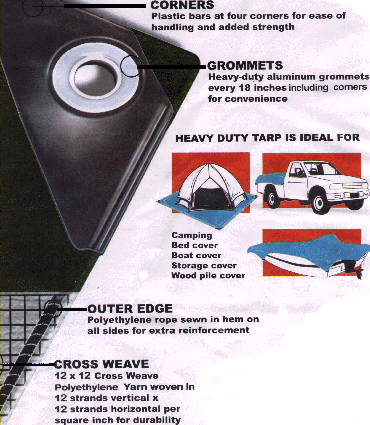 CORNERS
Plastic bars at four corners for ease of
handling and added strength
GROMMETS
Heavy-duty aluminum grommets
every 18 inches including corners
for convenience
HEAVY DUTY TARP IS IDEAL FOR
Camping
Bed cover
Boat cover
Storage cover
Wood pile cover
OUTER EDGE
Polyethylene rope sewn in hem on
all sides for extra reinforcement
CROSS WEAVE
12 x 12 Cross Weave
Polyethylene Yarn woven in
12 strands vertical x
12 strands horizontal per
square inch for durability